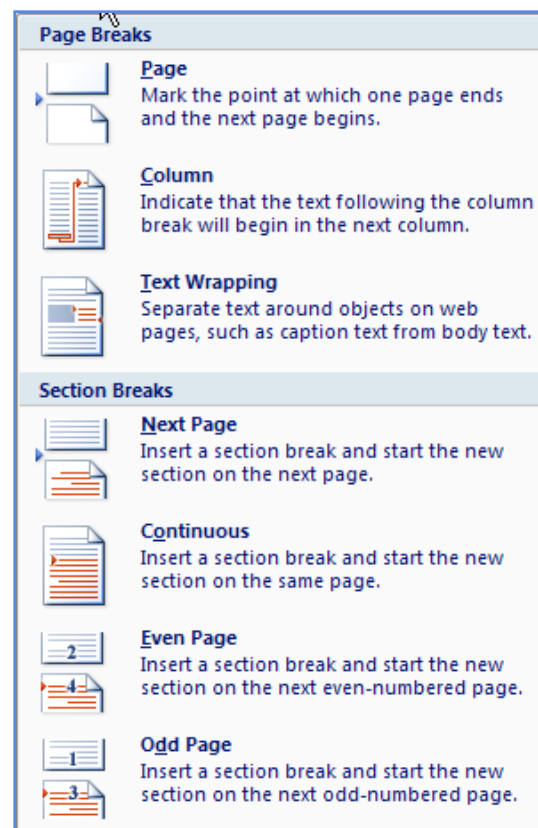 Page Breaks
Page
Mark the point at which one page ends
and the next page begins.
Column
Indicate that the text following the column
break will begin in the next column.
Text Wrapping
Separate text around objects on web
pages, such as caption text from body text.
Section Breaks
Next Page
Insert a section break and start the new
section on the next page.
Continuous
Insert a section break and start the new
section on the same page.
2
4
Even Page
Insert a section break and start the new
section on the next even-numbered page.
1
3
Odd Page
Insert a section break and start the new
section on the next odd-numbered page.